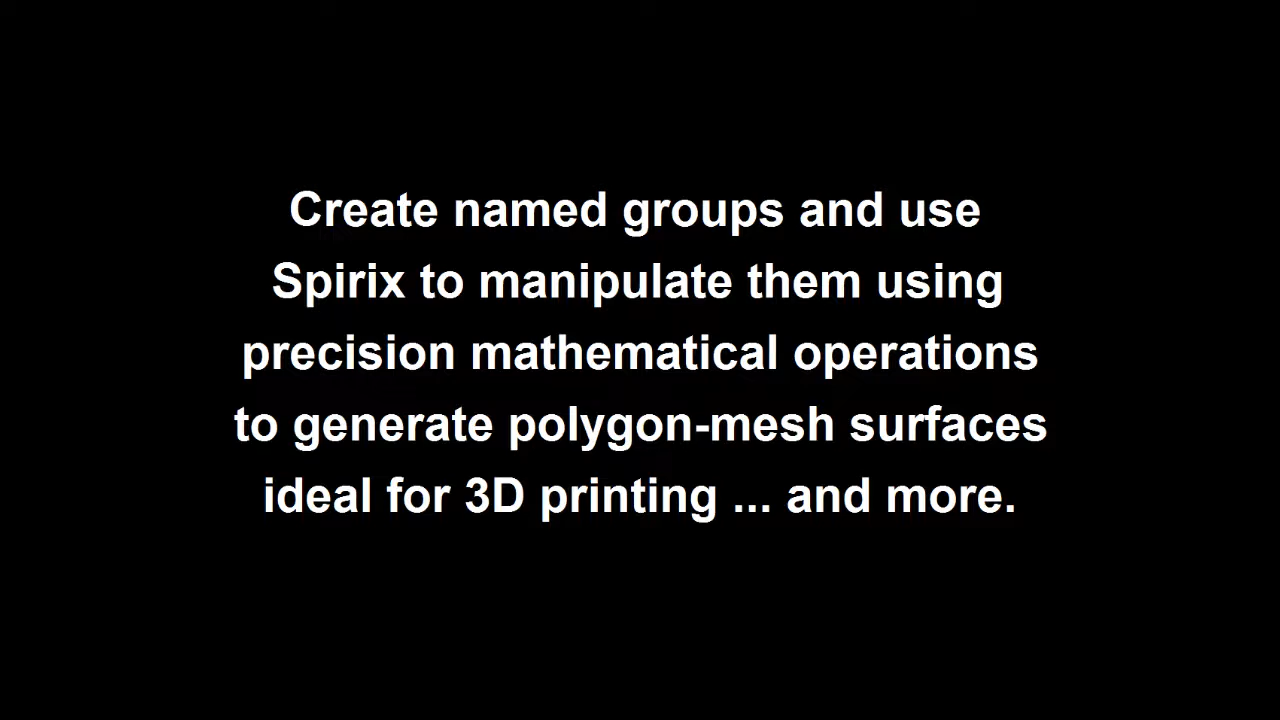 Create named groups and use
Spirix to manipulate them using
precision mathematical operations
to generate polygon-mesh surfaces
ideal for 3D printing ... and more.